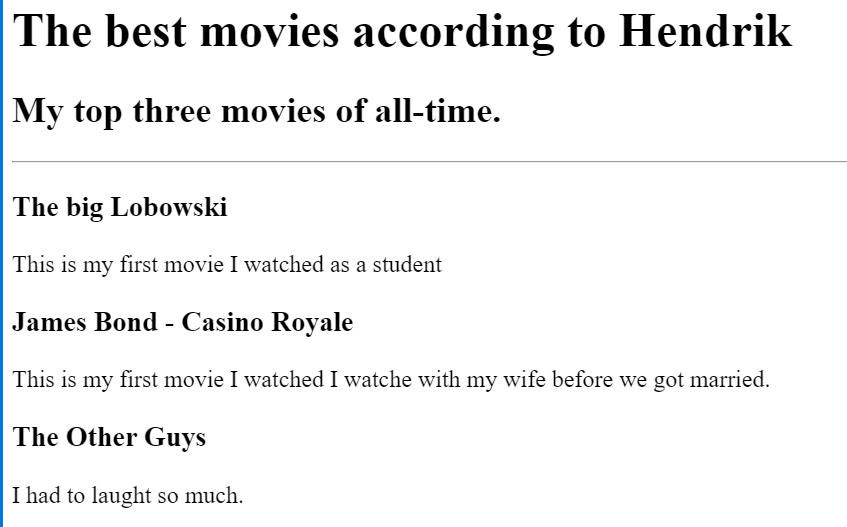 The best movies according to Hendrik
My top three movies of all-time.
The big Lobowski
This is my first movie I watched as a student
James Bond - Casino Royale
This is my first movie I watched I watche with my wife before we got married.
The Other Guys
I had to laught so much.